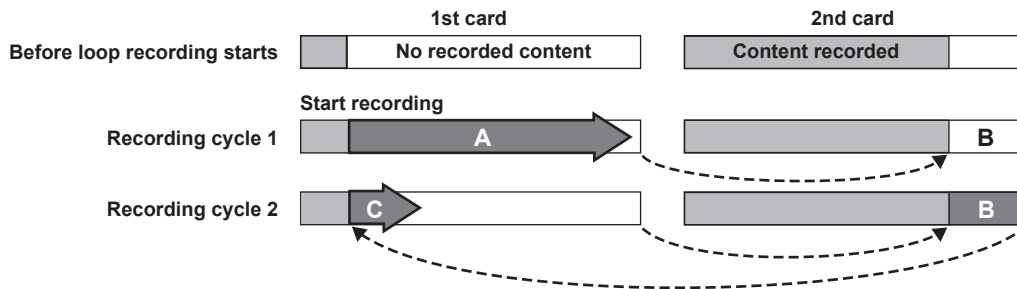 1st card 2nd card
Before loop recording starts No recorded content Content recorded
Start recording
Recording cycle 1 A B
Recording cycle 2 C B